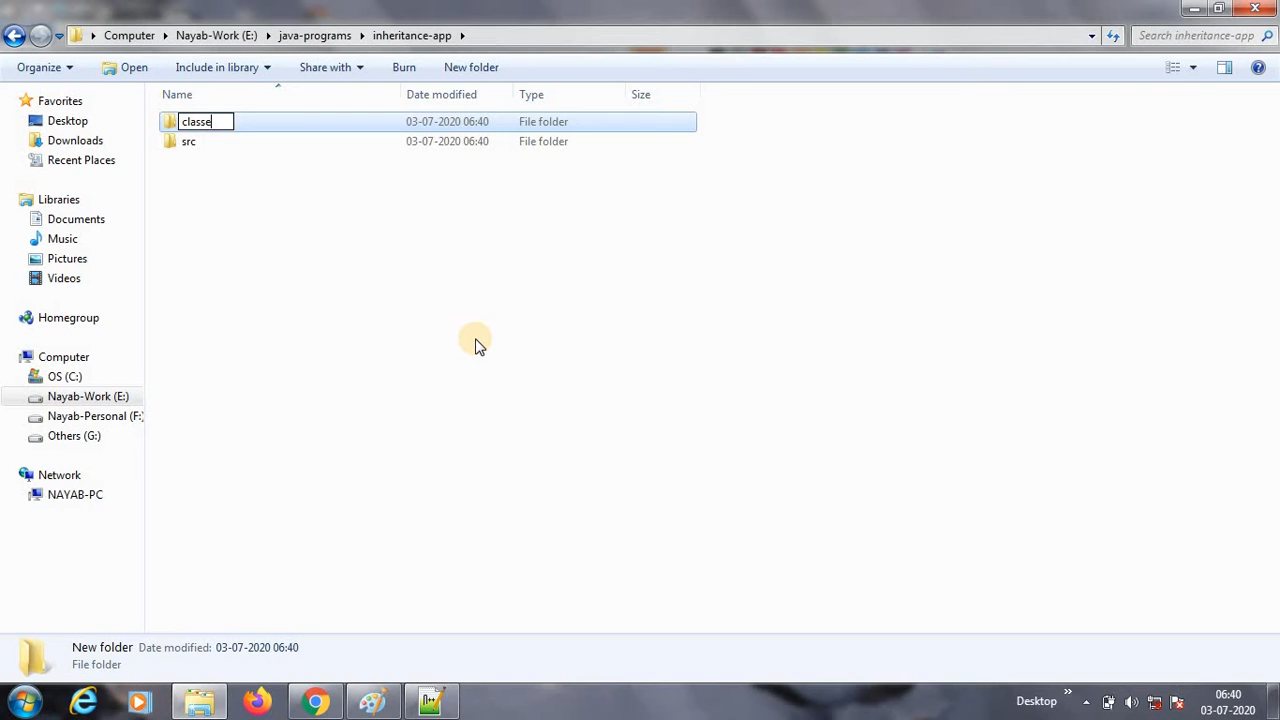 Computer Nayab-Work (E:) java-programs inheritance-app
Search inheritance-app
Organize Open Include in library Share with Burn New folder
Name Date modified Type Size
Favorites
Desktop
Downloads
Recent Places
Libraries
Documents
Music
Pictures
Videos
Homegroup
Computer
OS (C:)
Nayab-Work (E:)
Nayab-Personal (F:
Others (G:)
Network
NAYAB-PC
classe 03-07-2020 06:40 File folder
src 03-07-2020 06:40 File folder
New folder Date modified: 03-07-2020 06:40
File folder
Desktop
06:40
03-07-2020